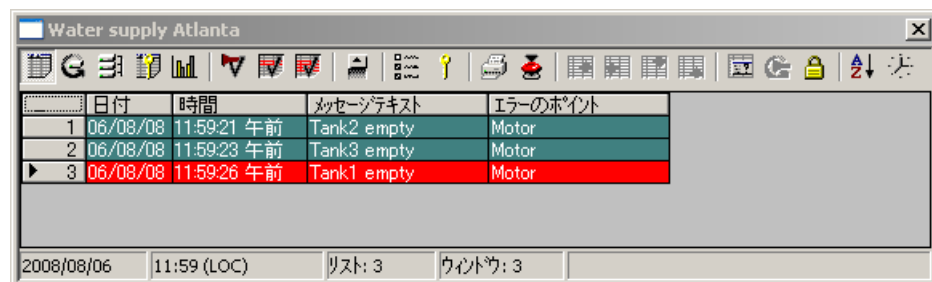 Water supply Atlanta
日付 時間 メッセージテキスト エラーのポイント
1 06/08/08 11:59:21 午前 Tank2 empty Motor
2 06/08/08 11:59:23 午前 Tank3 empty Motor
3 06/08/08 11:59:26 午前 Tank1 empty Motor
2008/08/06 11:59 (LOC) リスト: 3 ウィンドウ: 3